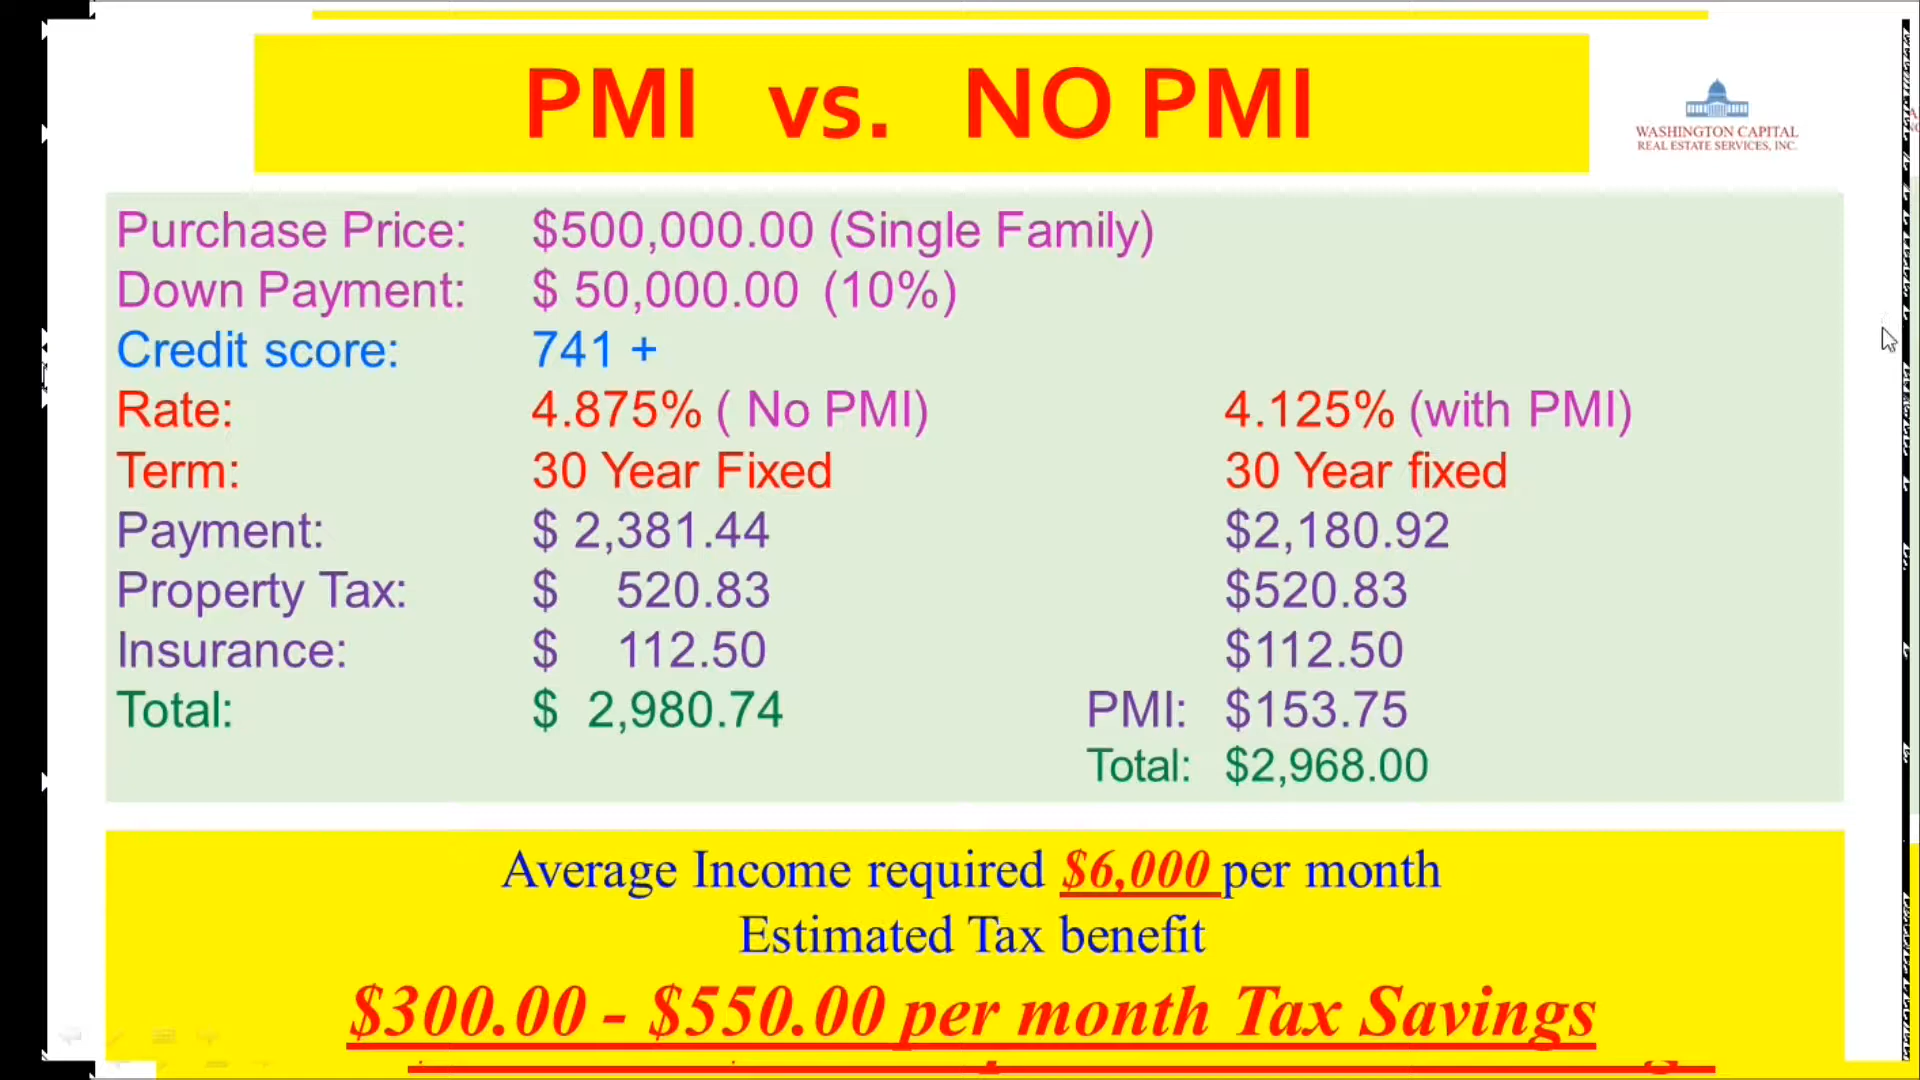 PMI vs. NO PMI
WASHINGTON CAPITAL
REAL ESTATE SERVICES, INC.
Purchase Price: $500,000.00 (Single Family)
Down Payment: $ 50,000.00 (10%)
Credit score: 741 +
Rate: 4.875% ( No PMI) 4.125% (with PMI)
Term: 30 Year Fixed 30 Year fixed
Payment: $ 2,381.44 $2,180.92
Property Tax: $ 520.83 $520.83
Insurance: $ 112.50 $112.50
Total: $ 2,980.74 PMI: $153.75
Total: $2,968.00
Average Income required $6,000 per month
Estimated Tax benefit
$300.00 - $550.00 per month Tax Savings